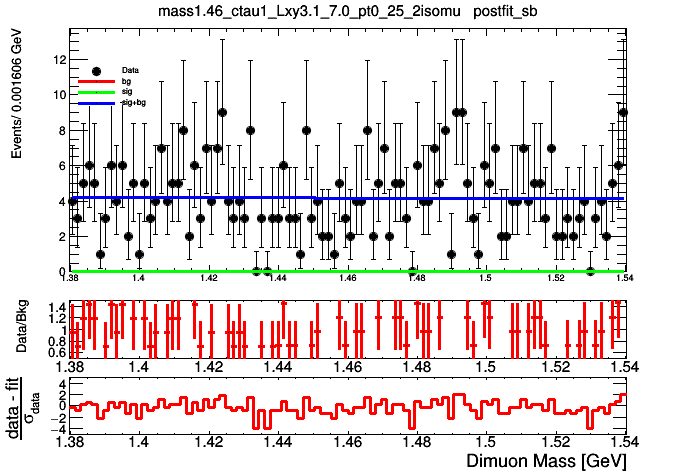 mass1.46_ctau1_Lxy3.1_7.0_pt0_25_2isomu postfit_sb
Events/ 0.001606 GeV
12
10
8
6
4
2
0
Data
bg
sig
sig+bg
1.38 1.4 1.42 1.44 1.46 1.48 1.5 1.52 1.54
Data/Bkg
1.4
1.2
1
0.8
0.6
1.38 1.4 1.42 1.44 1.46 1.48 1.5 1.52 1.54
data - fit
σdata
4
2
0
−2
−4
1.38 1.4 1.42 1.44 1.46 1.48 1.5 1.52 1.54
Dimuon Mass [GeV]